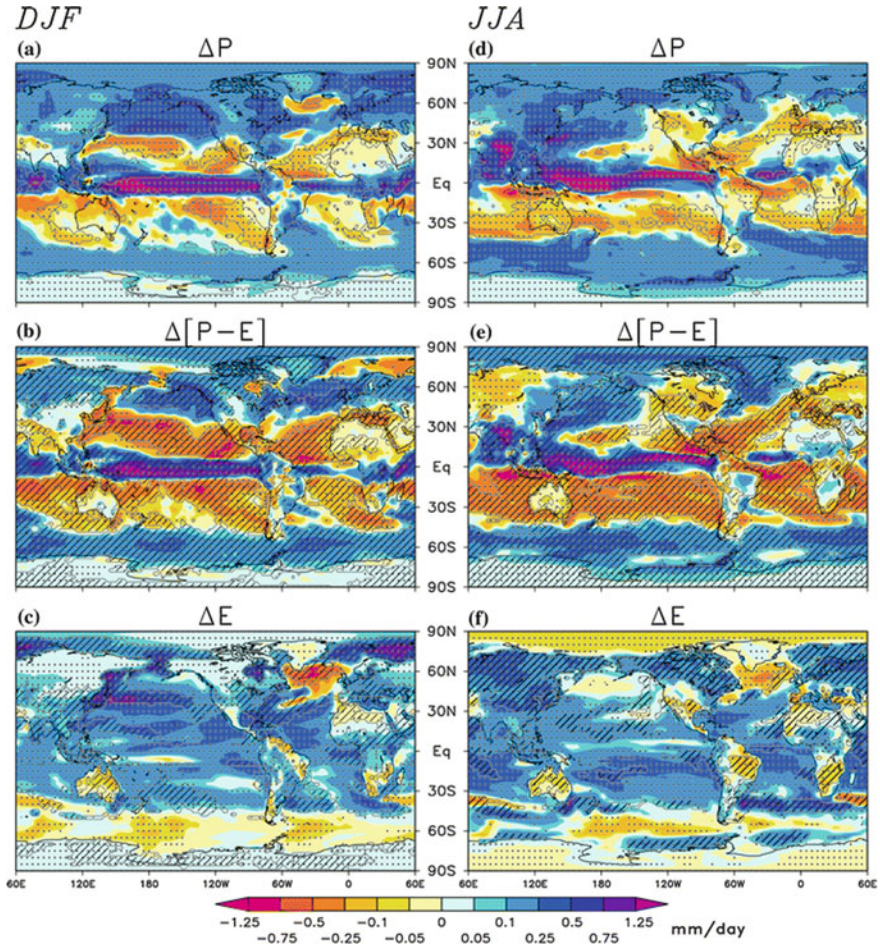 DJF JJA
(a) ΔP (d) ΔP
90N
60N
30N
Eq
30S
60S
90S
(b) Δ[P−E] (e) Δ[P−E]
90N
60N
30N
Eq
30S
60S
90S
(c) ΔE (f) ΔE
90N
60N
30N
Eq
30S
60S
90S
60E 120E 180 120W 60W 0 60E 60E 120E 180 120W 60W 0 60E
-1.25 -0.5 -0.1 0 0.1 0.5 1.25
-0.75 -0.25 -0.05 0.05 0.25 0.75 mm/day